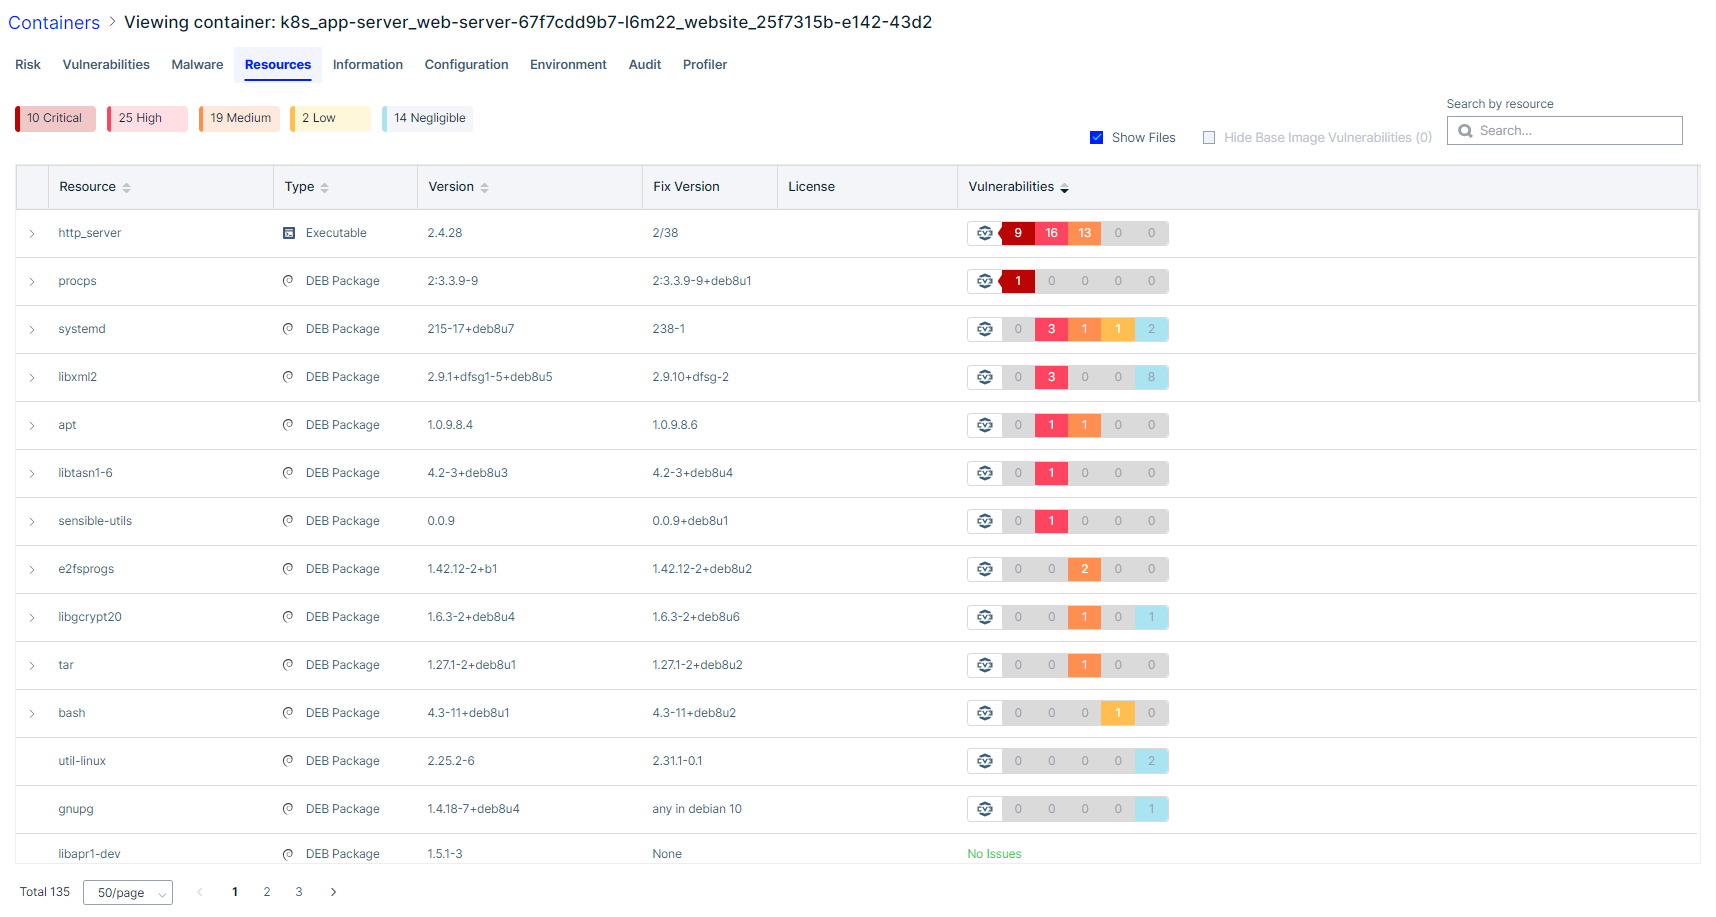 Containers > Viewing container: k8s_app-server_web-server-67f7cdd9b7-l6m22_website_25f7315b-e142-43d2
Risk Vulnerabilities Malware Resources Information Configuration Environment Audit Profiler
10 Critical 25 High 19 Medium 2 Low 14 Negligible
Search by resource
Show Files Hide Base Image Vulnerabilities (0) Search...
Resource Type Version Fix Version License Vulnerabilities
http_server Executable 2.4.28 2/38 CVE 9 16 13 0 0
procps DEB Package 2:3.3.9-9 2:3.3.9-9+deb8u1 CVE 1 0 0 0 0
systemd DEB Package 215-17+deb8u7 238-1 CVE 0 3 1 1 2
libxml2 DEB Package 2.9.1+dfsg1-5+deb8u5 2.9.10+dfsg-2 CVE 0 3 0 0 8
apt DEB Package 1.0.9.8.4 1.0.9.8.6 CVE 0 1 1 0 0
libtasn1-6 DEB Package 4.2-3+deb8u3 4.2-3+deb8u4 CVE 0 1 0 0 0
sensible-utils DEB Package 0.0.9 0.0.9+deb8u1 CVE 0 1 0 0 0
e2fsprogs DEB Package 1.42.12-2+b1 1.42.12-2+deb8u2 CVE 0 0 2 0 0
libgcrypt20 DEB Package 1.6.3-2+deb8u4 1.6.3-2+deb8u6 CVE 0 0 1 0 1
tar DEB Package 1.27.1-2+deb8u1 1.27.1-2+deb8u2 CVE 0 0 1 0 0
bash DEB Package 4.3-11+deb8u1 4.3-11+deb8u2 CVE 0 0 0 1 0
util-linux DEB Package 2.25.2-6 2.31.1-0.1 CVE 0 0 0 0 2
gnupg DEB Package 1.4.18-7+deb8u4 any in debian 10 CVE 0 0 0 0 1
libapr1-dev DEB Package 1.5.1-3 None No Issues
Total 135 50/page < 1 2 3 >